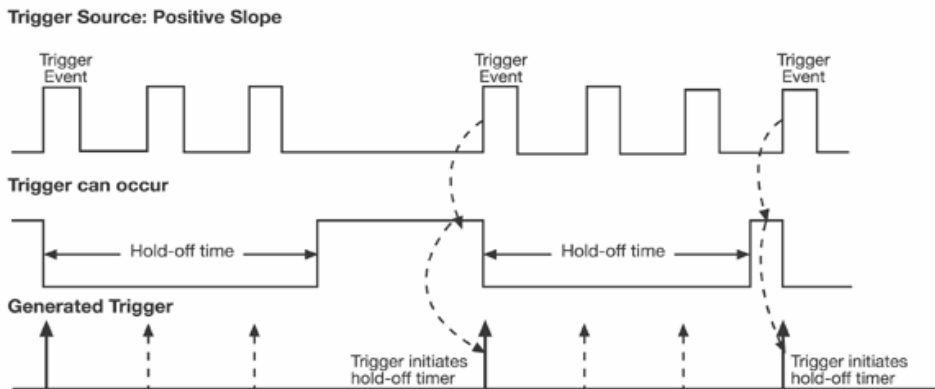 Trigger Source: Positive Slope
Trigger
Event
Trigger
Event
Trigger
Event
Trigger can occur
Hold-off time
Hold-off time
Generated Trigger
Trigger initiates
hold-off timer
Trigger initiates
hold-off timer